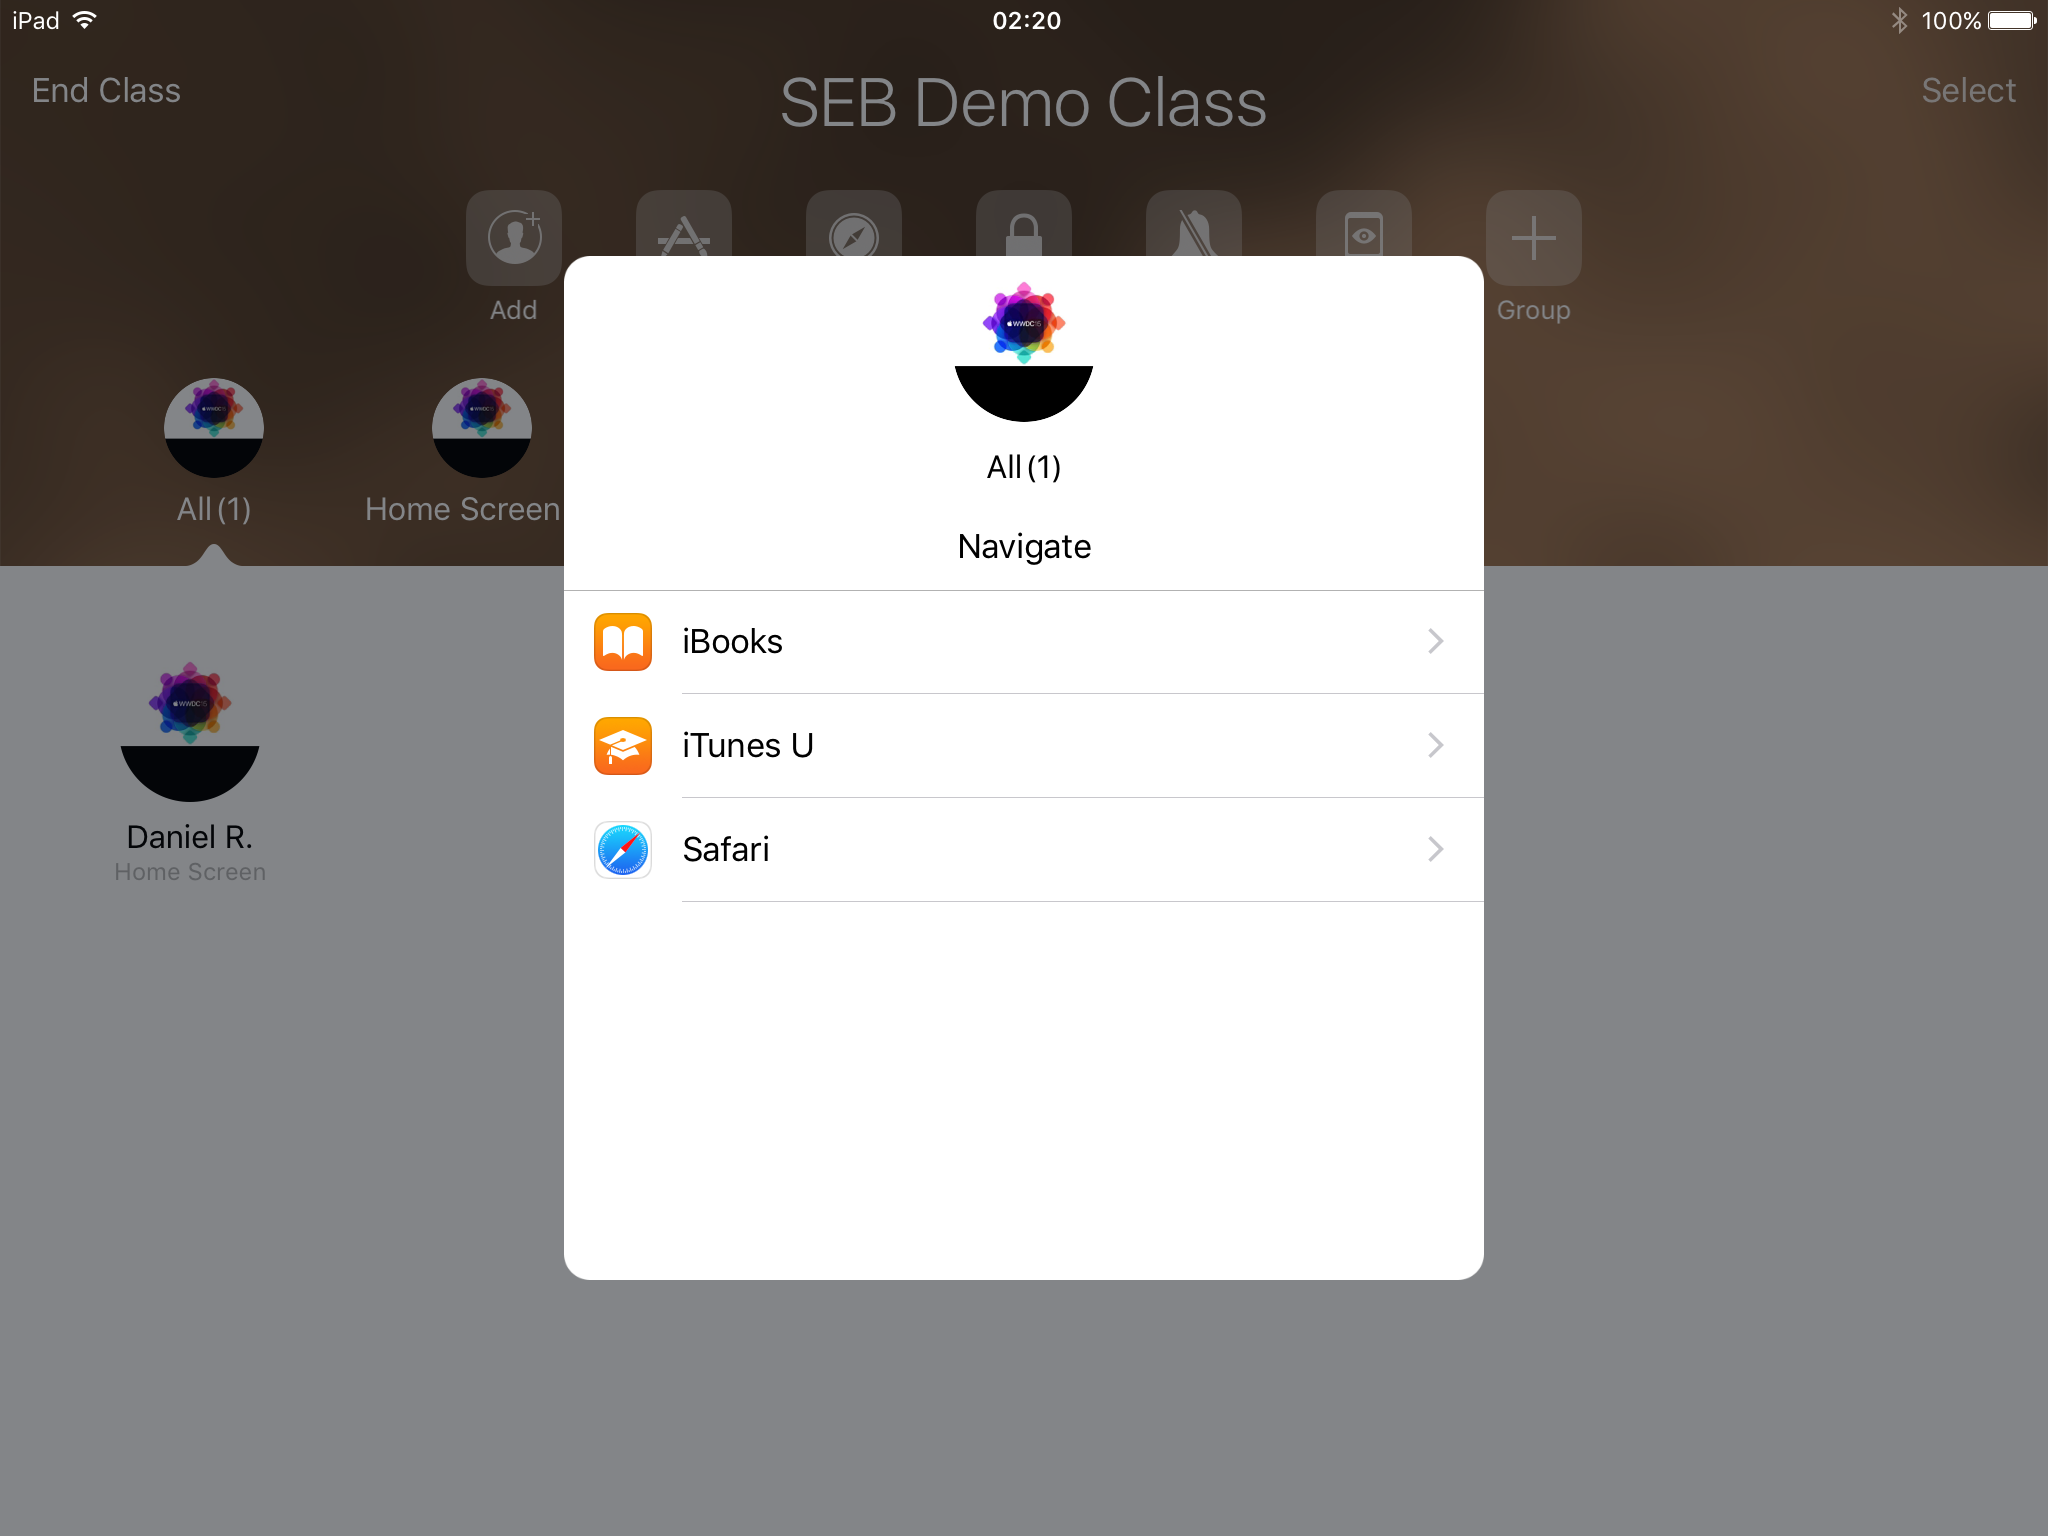 iPad
02:20
100%
End Class
SEB Demo Class
Select
Add
Group
All (1)
Home Screen
Daniel R.
Home Screen
All (1)
Navigate
iBooks
iTunes U
Safari